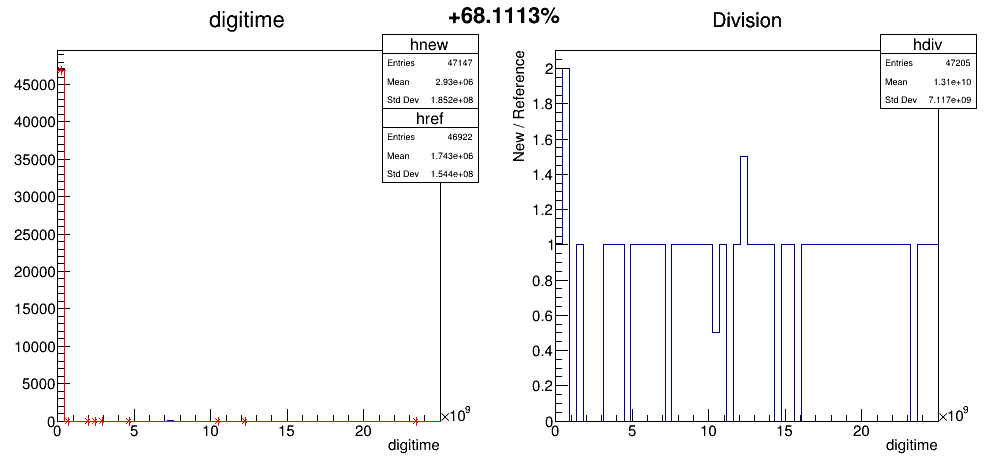 +68.1113%
digitime
hnew
Entries 47147
Mean 2.93e+06
Std Dev 1.852e+08
href
Entries 46922
Mean 1.743e+06
Std Dev 1.544e+08
45000
40000
35000
30000
25000
20000
15000
10000
5000
0
0 5 10 15 20 ×10⁹
digitime
Division
hdiv
Entries 47205
Mean 1.31e+10
Std Dev 7.117e+09
New / Reference
2
1.8
1.6
1.4
1.2
1
0.8
0.6
0.4
0.2
0
0 5 10 15 20 ×10⁹
digitime